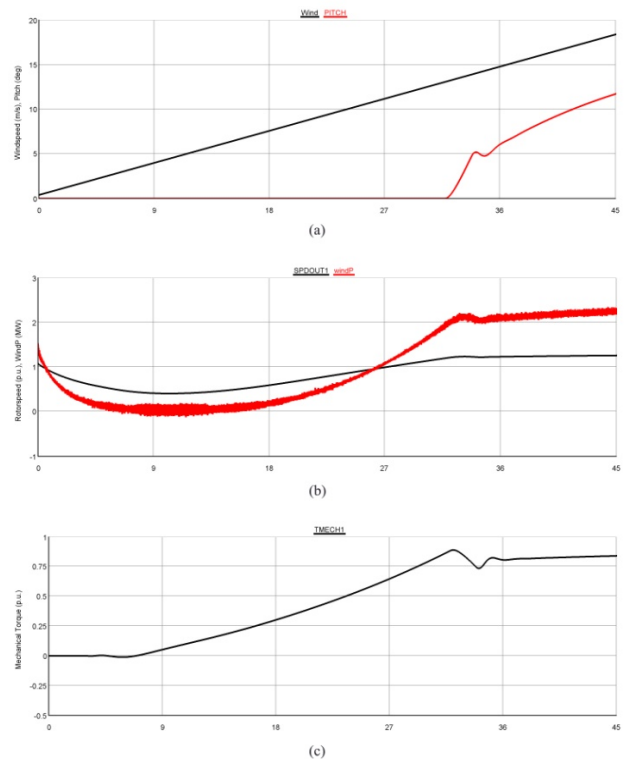 Wind PITCH
Windspeed (m/s), Pitch (deg)
20
15
10
5
0
0 9 18 27 36 45
(a)
SPDOUT1 windP
Rotorspeed (p.u.), WindP (MW)
3
2
1
0
-1
0 9 18 27 36 45
(b)
TMECH1
Mechanical Torque (p.u.)
1
0.75
0.5
0.25
0
-0.25
-0.5
0 9 18 27 36 45
(c)